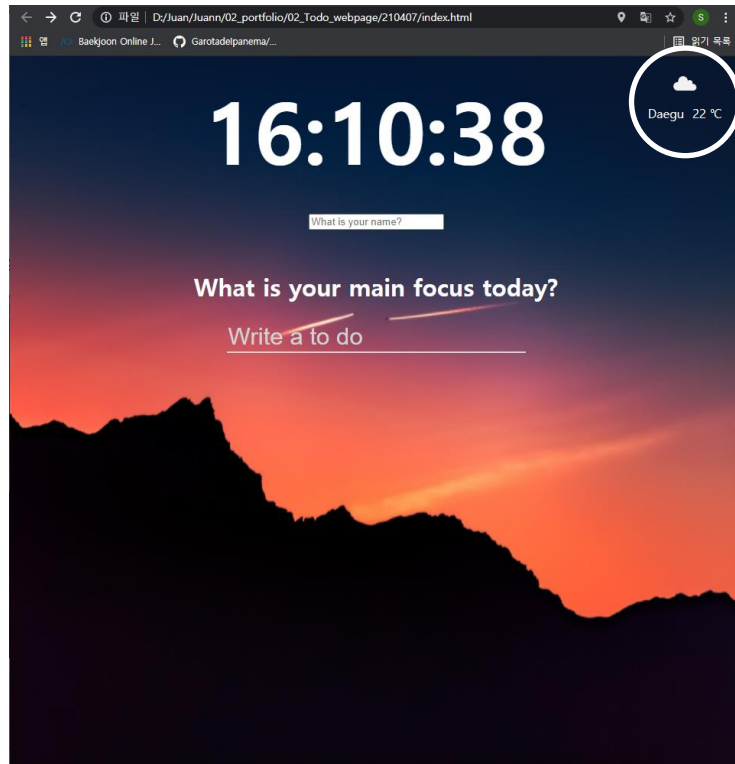 파일 D:/Juan/Juann/02_portfolio/02_Todo_webpage/210407/index.html S
앱 Baekjoon Online J... GarotadeIpanema/... 읽기 목록
Daegu 22 ℃
16:10:38
What is your name?
What is your main focus today?
Write a to do